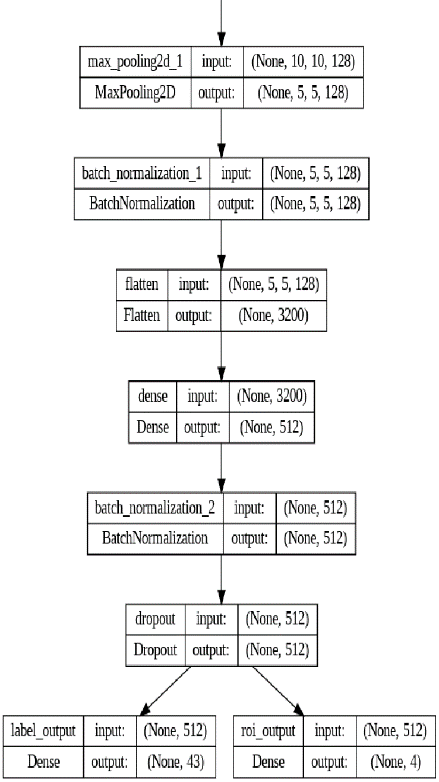 max_pooling2d_1 input: (None, 10, 10, 128)
MaxPooling2D output: (None, 5, 5, 128)
batch_normalization_1 input: (None, 5, 5, 128)
BatchNormalization output: (None, 5, 5, 128)
flatten input: (None, 5, 5, 128)
Flatten output: (None, 3200)
dense input: (None, 3200)
Dense output: (None, 512)
batch_normalization_2 input: (None, 512)
BatchNormalization output: (None, 512)
dropout input: (None, 512)
Dropout output: (None, 512)
label_output input: (None, 512)
Dense output: (None, 43)
roi_output input: (None, 512)
Dense output: (None, 4)